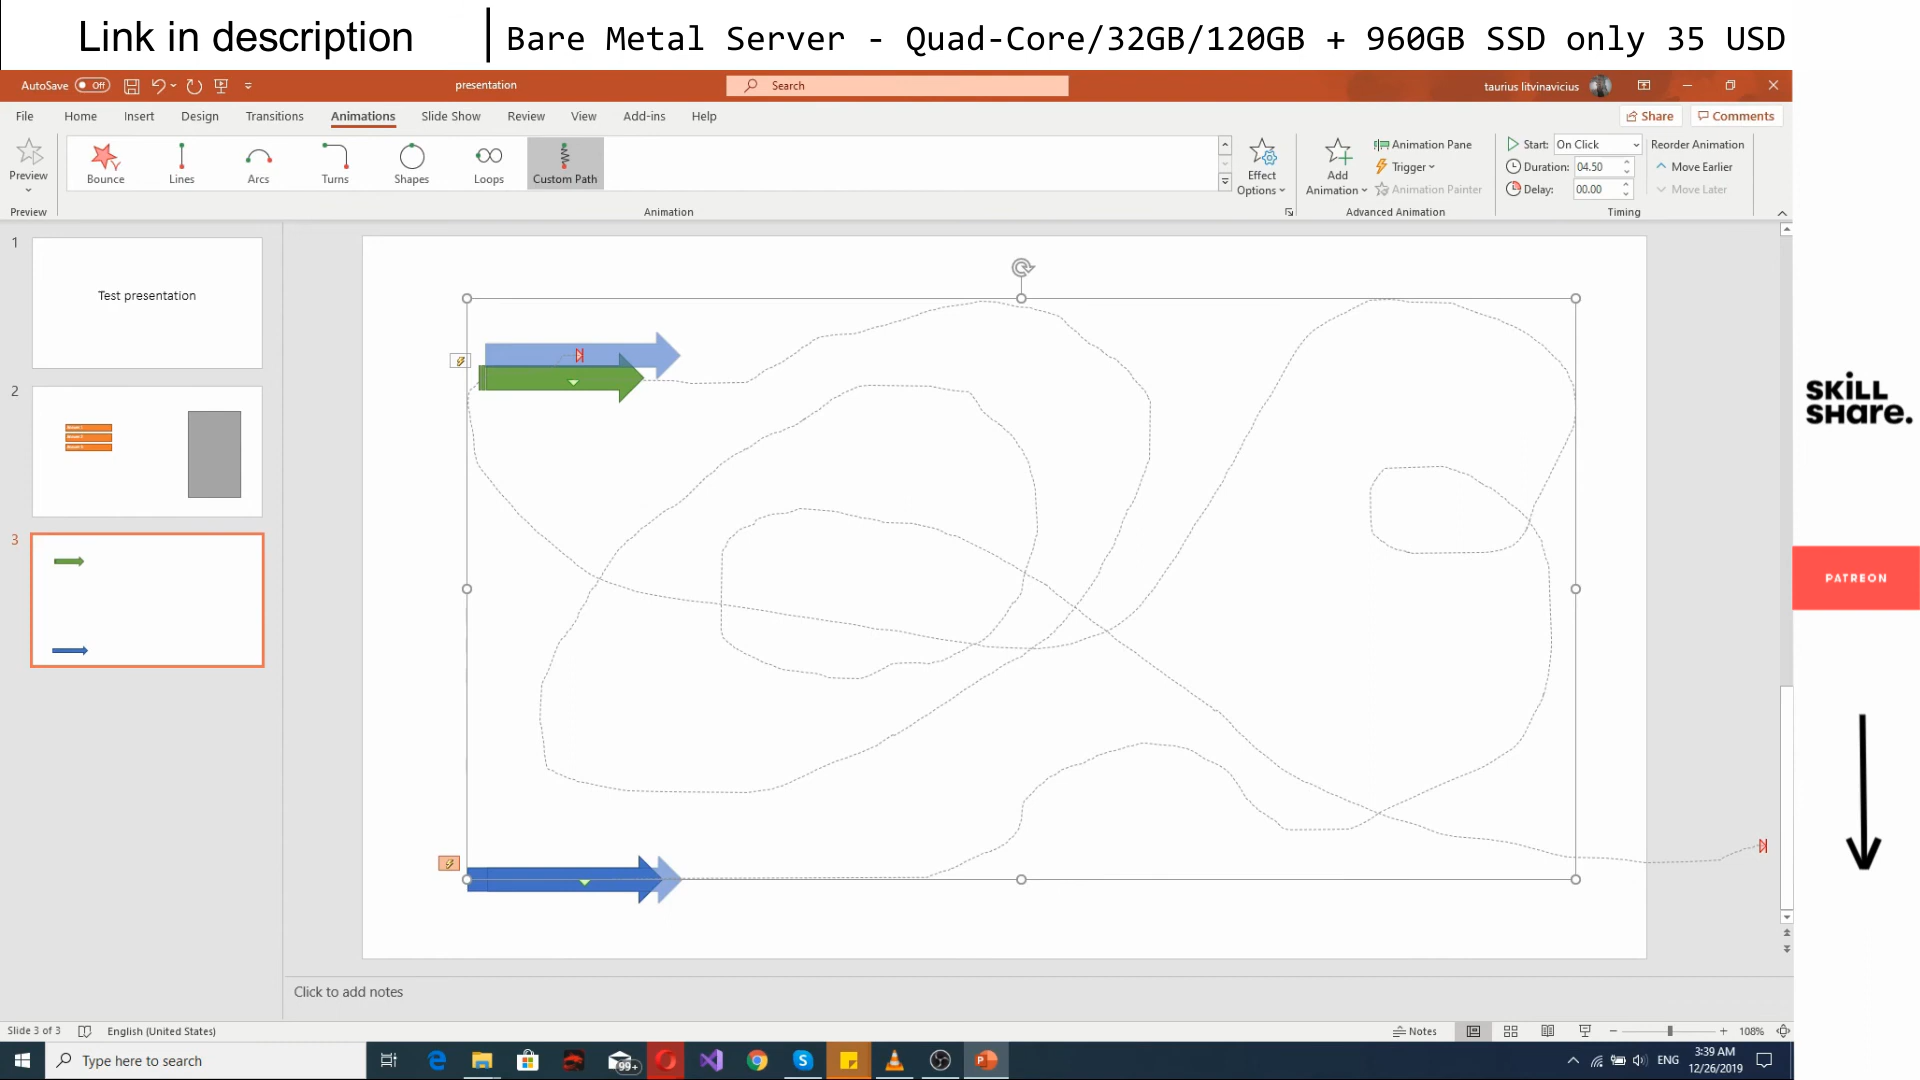 Link in description
Bare Metal Server - Quad-Core/32GB/120GB + 960GB SSD only 35 USD
AutoSave Off
presentation
Search
taurius litvinavicius
File Home Insert Design Transitions Animations Slide Show Review View Add-ins Help
Share Comments
Preview
Bounce Lines Arcs Turns Shapes Loops Custom Path
Effect Options
Add Animation
Animation Pane
Trigger
Animation Painter
Start: On Click
Duration: 04.50
Delay: 00.00
Reorder Animation
Move Earlier
Move Later
Preview Animation Advanced Animation Timing
1
Test presentation
2
3
SKILL
SHARE.
PATREON
Click to add notes
Slide 3 of 3 English (United States)
Notes
108%
Type here to search
99+
ENG
3:39 AM
12/26/2019